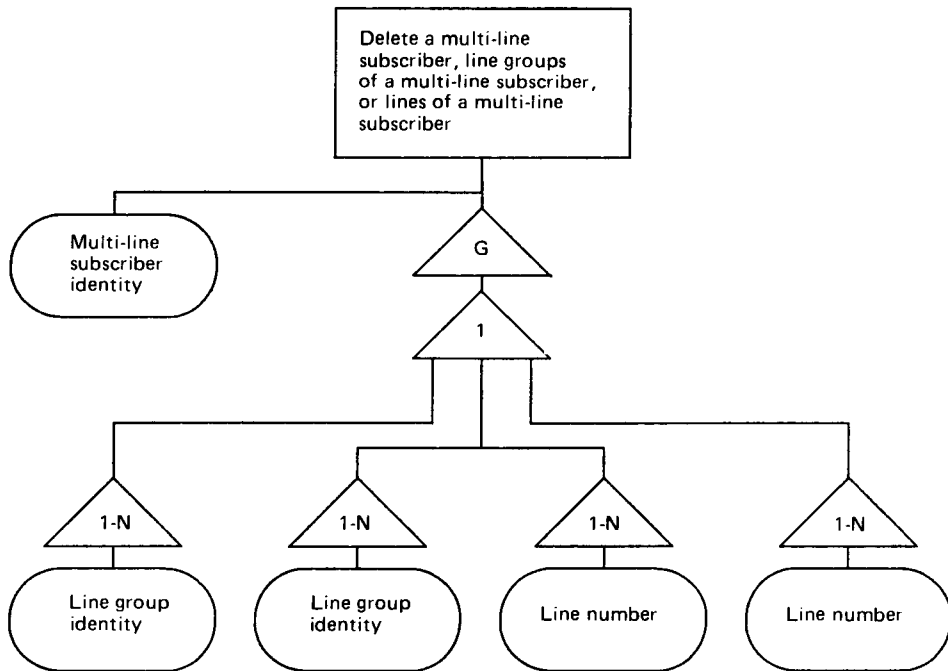 Delete a multi-line
subscriber, line groups
of a multi-line subscriber,
or lines of a multi-line
subscriber
Multi-line
subscriber
identity
G
1
1-N
1-N
1-N
1-N
Line group
identity
Line group
identity
Line number
Line number